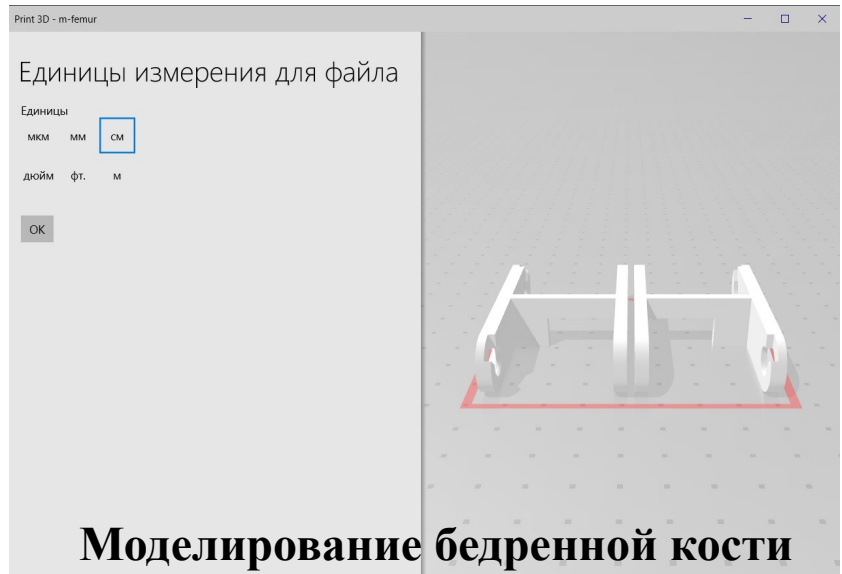 Print 3D - m-femur
Единицы измерения для файла
Единицы
мкм мм см
дюйм фт. м
OK
Моделирование бедренной кости